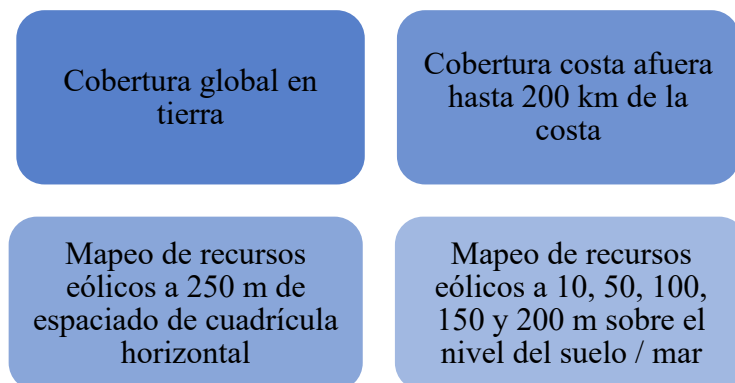 Cobertura global en
tierra
Cobertura costa afuera
hasta 200 km de la
costa
Mapeo de recursos
eólicos a 250 m de
espaciado de cuadrícula
horizontal
Mapeo de recursos
eólicos a 10, 50, 100,
150 y 200 m sobre el
nivel del suelo / mar